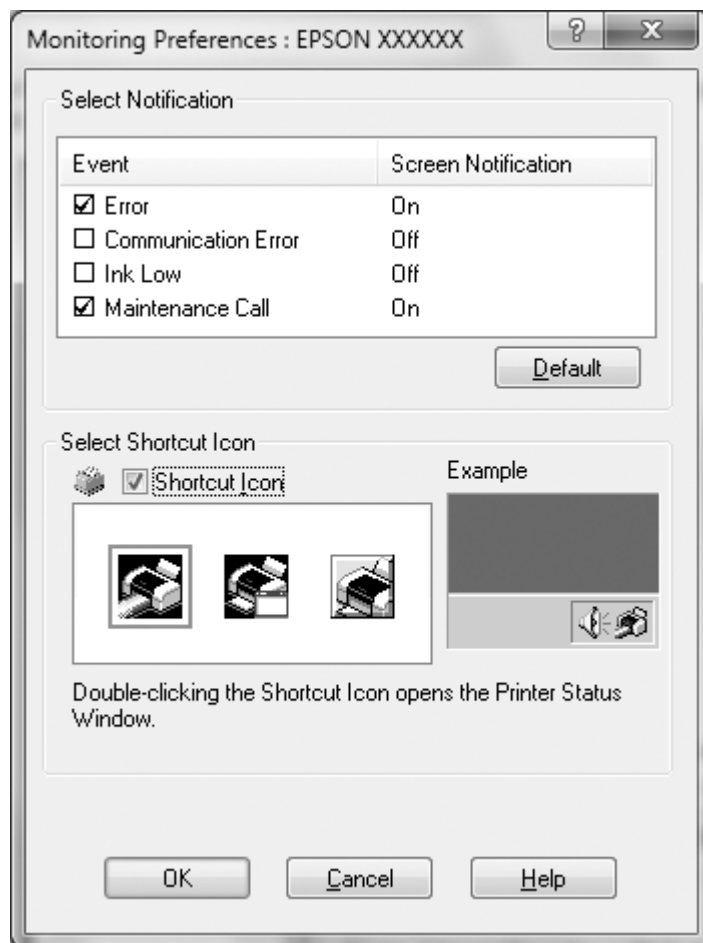 Monitoring Preferences : EPSON XXXXXX
Select Notification
Event Screen Notification
Error On
Communication Error Off
Ink Low Off
Maintenance Call On
Default
Select Shortcut Icon
Shortcut Icon Example
Double-clicking the Shortcut Icon opens the Printer Status
Window.
OK Cancel Help